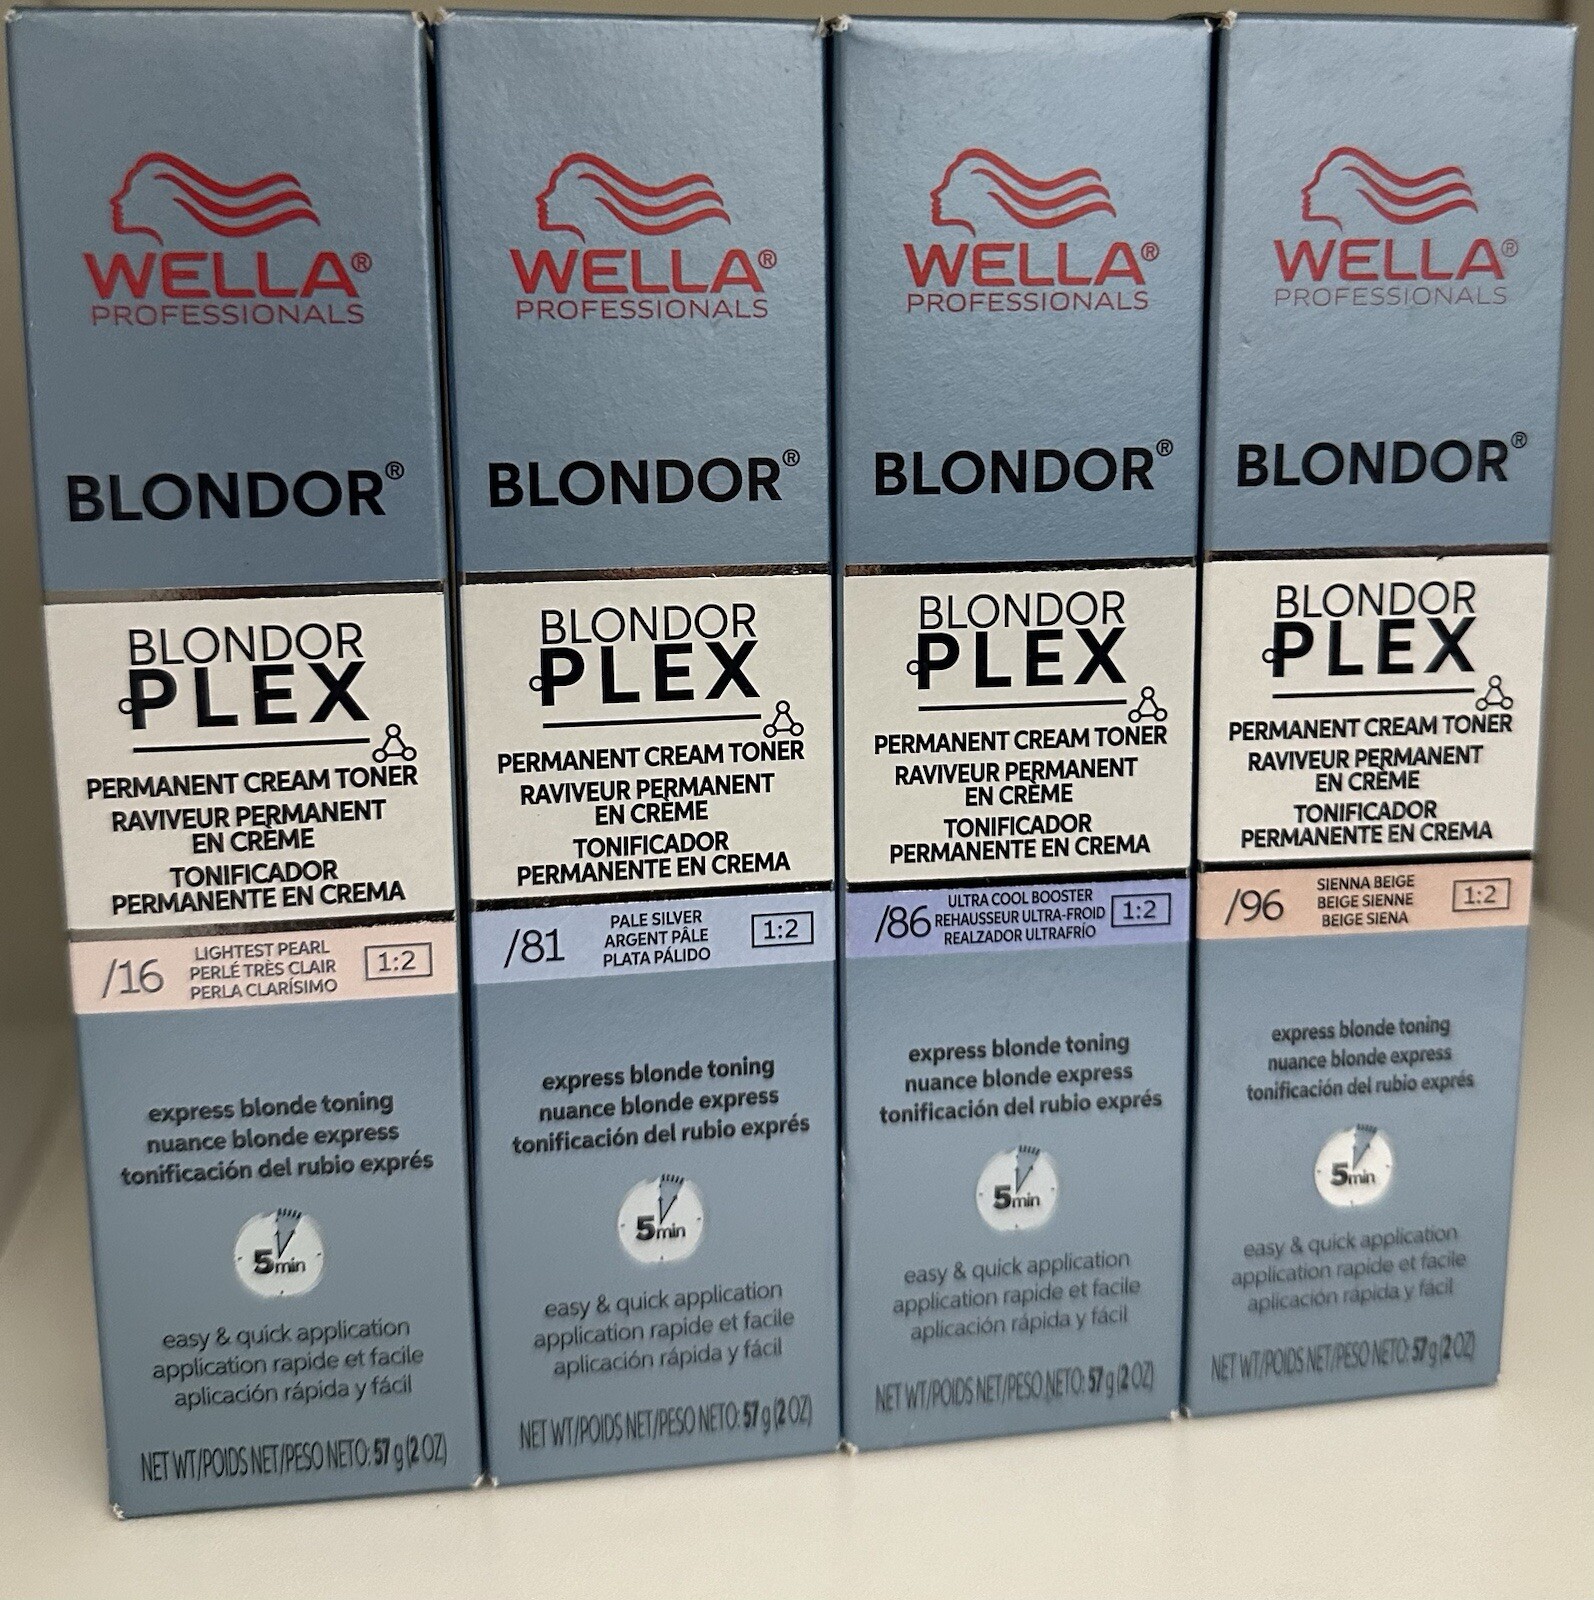 WELLA®
PROFESSIONALS
BLONDOR®
BLONDOR
PLEX
PERMANENT CREAM TONER
RAVIVEUR PERMANENT
EN CRÈME
TONIFICADOR
PERMANENTE EN CREMA
/16
LIGHTEST PEARL
PERLÉ TRÈS CLAIR
PERLA CLARÍSIMO
1:2
express blonde toning
nuance blonde express
tonificación del rubio exprés
5min
easy & quick application
application rapide et facile
aplicación rápida y fácil
NET WT/POIDS NET/PESO NETO: 57 g (2 OZ)
WELLA®
PROFESSIONALS
BLONDOR®
BLONDOR
PLEX
PERMANENT CREAM TONER
RAVIVEUR PERMANENT
EN CRÈME
TONIFICADOR
PERMANENTE EN CREMA
/81
PALE SILVER
ARGENT PÂLE
PLATA PÁLIDO
1:2
express blonde toning
nuance blonde express
tonificación del rubio exprés
5min
easy & quick application
application rapide et facile
aplicación rápida y fácil
NET WT/POIDS NET/PESO NETO: 57 g (2 OZ)
WELLA®
PROFESSIONALS
BLONDOR®
BLONDOR
PLEX
PERMANENT CREAM TONER
RAVIVEUR PERMANENT
EN CRÈME
TONIFICADOR
PERMANENTE EN CREMA
/86
ULTRA COOL BOOSTER
REHAUSSEUR ULTRA-FROID
REALZADOR ULTRAFRÍO
1:2
express blonde toning
nuance blonde express
tonificación del rubio exprés
5min
easy & quick application
application rapide et facile
aplicación rápida y fácil
NET WT/POIDS NET/PESO NETO: 57 g (2 OZ)
WELLA®
PROFESSIONALS
BLONDOR®
BLONDOR
PLEX
PERMANENT CREAM TONER
RAVIVEUR PERMANENT
EN CRÈME
TONIFICADOR
PERMANENTE EN CREMA
/96
SIENNA BEIGE
BEIGE SIENNE
BEIGE SIENA
1:2
express blonde toning
nuance blonde express
tonificación del rubio exprés
5min
easy & quick application
application rapide et facile
aplicación rápida y fácil
NET WT/POIDS NET/PESO NETO: 57 g (2 OZ)